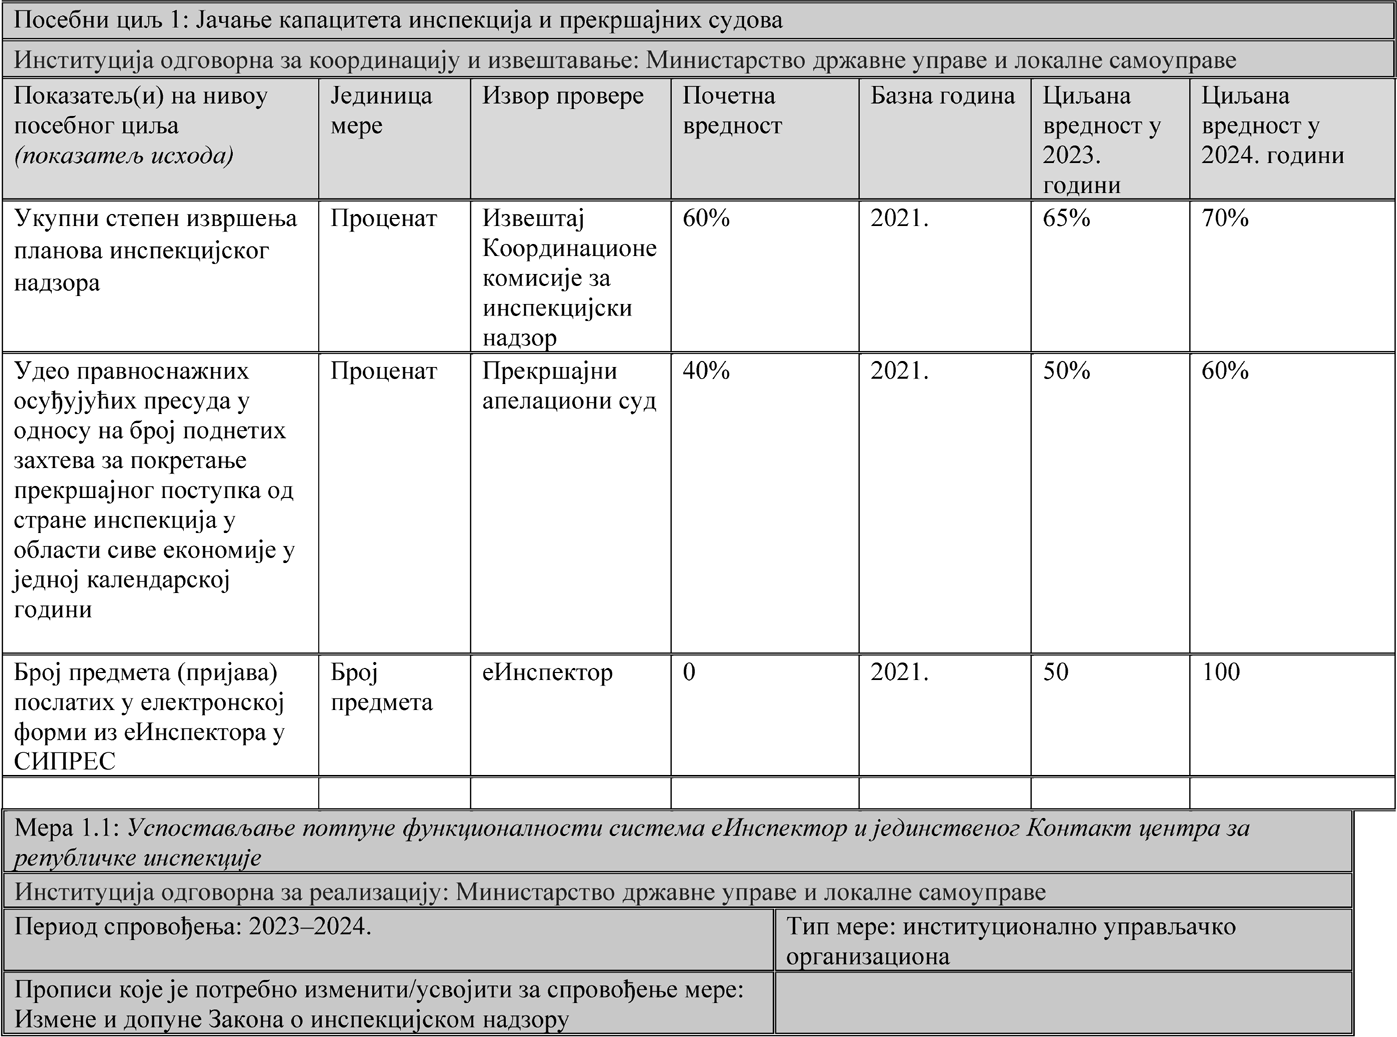 Посебни циљ 1: Јачање капацитета инспекција и прекршајних судова
Институција одговорна за координацију и извештавање: Министарство државне управе и локалне самоуправе
Показатељ(и) на нивоу
посебног циља
(показатељ исхода)
Јединица
мере
Извор провере
Почетна
вредност
Базна година
Циљана
вредност у
2023.
години
Циљана
вредност у
2024. години
Укупни степен извршења
планова инспекцијског
надзора
Проценат
Извештај
Координационе
комисије за
инспекцијски
надзор
60%
2021.
65%
70%
Удео правноснажних
осуђујућих пресуда у
односу на број поднетих
захтева за покретање
прекршајног поступка од
стране инспекција у
области сиве економије у
једној календарској
години
Проценат
Прекршајни
апелациони суд
40%
2021.
50%
60%
Број предмета (пријава)
послатих у електронској
форми из еИнспектора у
СИПРЕС
Број
предмета
еИнспектор
0
2021.
50
100
Мера 1.1: Успостављање потпуне функционалности система еИнспектор и јединственог Контакт центра за
републичке инспекције
Институција одговорна за реализацију: Министарство државне управе и локалне самоуправе
Период спровођења: 2023–2024.
Тип мере: институционално управљачко
организациона
Прописи које је потребно изменити/усвојити за спровођење мере:
Измене и допуне Закона о инспекцијском надзору